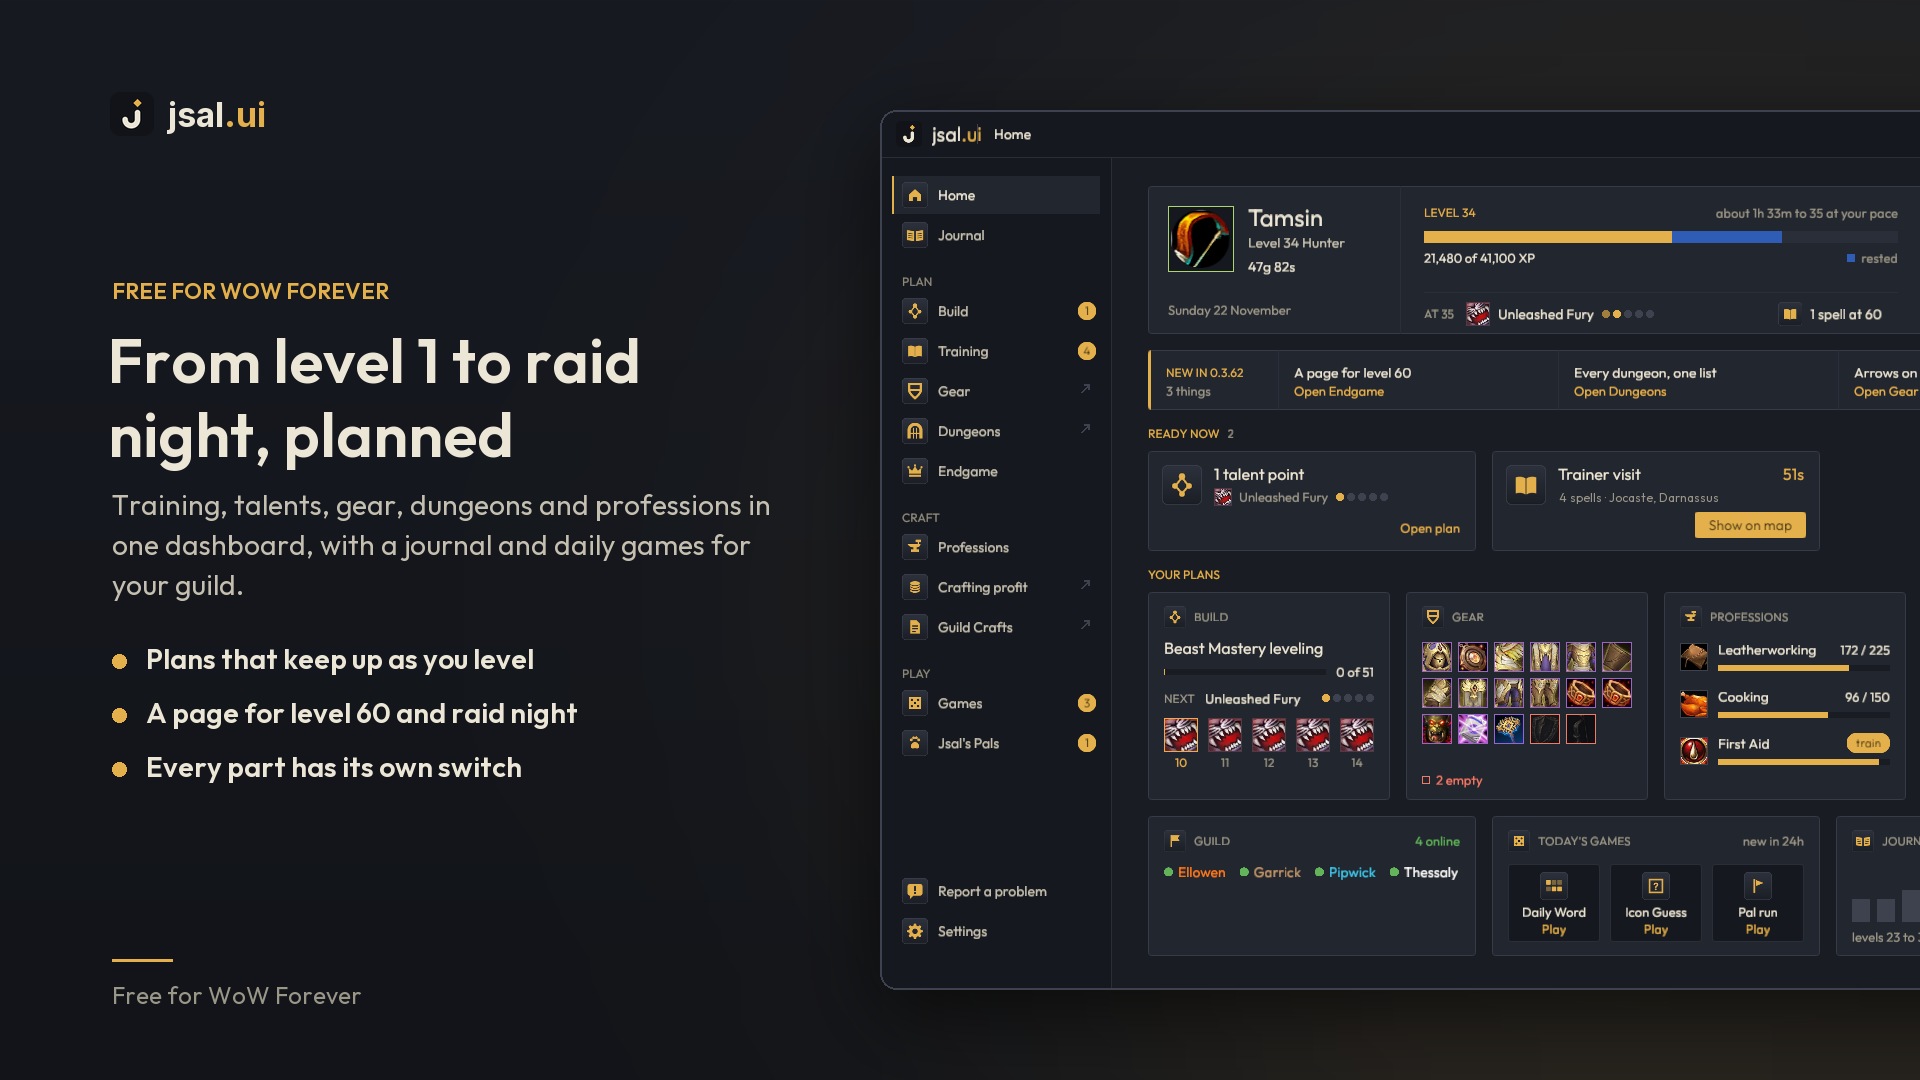 jsal.ui
FREE FOR WOW FOREVER
From level 1 to raid
night, planned
Training, talents, gear, dungeons and professions in
one dashboard, with a journal and daily games for
your guild.
Plans that keep up as you level
A page for level 60 and raid night
Every part has its own switch
Free for WoW Forever
jsal.ui Home
Home
Journal
PLAN
Build 1
Training 4
Gear
Dungeons
Endgame
CRAFT
Professions
Crafting profit
Guild Crafts
PLAY
Games 3
Jsal's Pals 1
Report a problem
Settings
Tamsin
Level 34 Hunter
47g 82s
Sunday 22 November
LEVEL 34 about 1h 33m to 35 at your pace
21,480 of 41,100 XP rested
AT 35 Unleashed Fury 1 spell at 60
NEW IN 0.3.62
3 things
A page for level 60
Open Endgame
Every dungeon, one list
Open Dungeons
Arrows on
Open Gear
READY NOW 2
1 talent point
Unleashed Fury
Open plan
Trainer visit 51s
4 spells · Jocaste, Darnassus
Show on map
YOUR PLANS
BUILD
Beast Mastery leveling
0 of 51
NEXT Unleashed Fury
10 11 12 13 14
GEAR
2 empty
PROFESSIONS
Leatherworking 172 / 225
Cooking 96 / 150
First Aid train
GUILD 4 online
Ellowen Garrick Pipwick Thessaly
TODAY'S GAMES new in 24h
Daily Word
Play
Icon Guess
Play
Pal run
Play
JOURN
levels 23 to